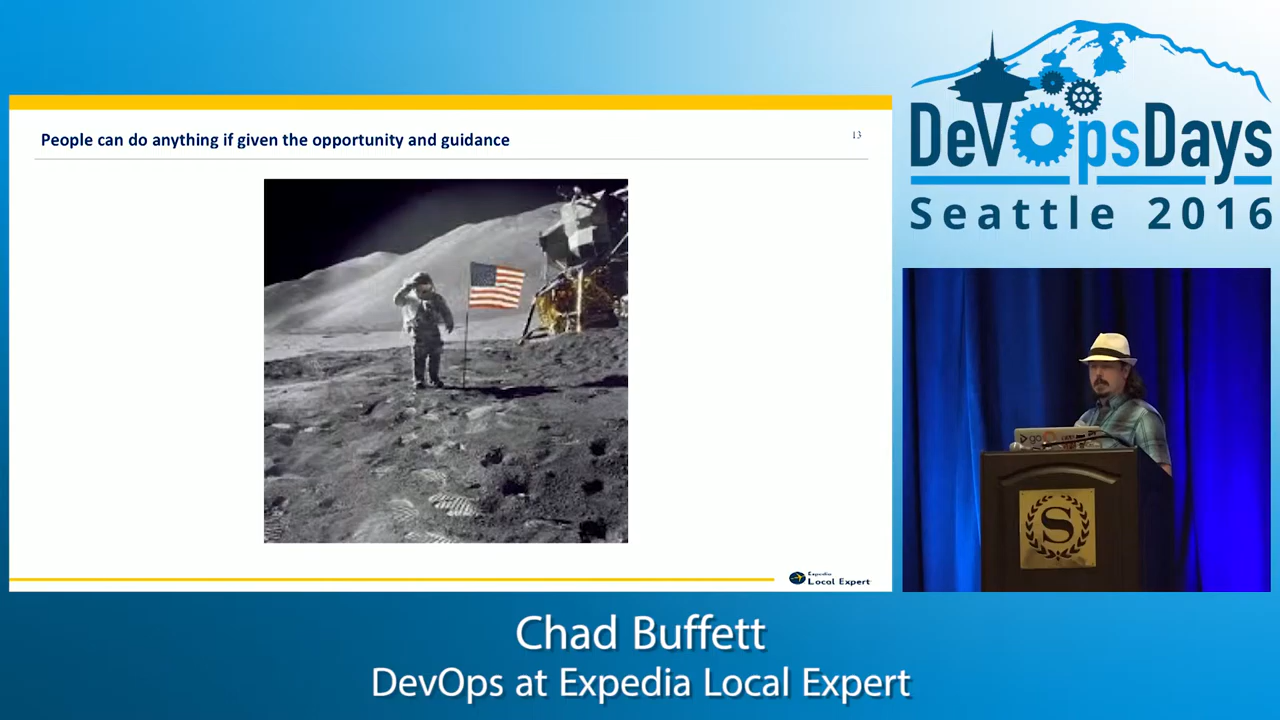 People can do anything if given the opportunity and guidance
13
Expedia
Local Expert
DevOpsDays
Seattle 2016
go
S
Chad Buffett
DevOps at Expedia Local Expert